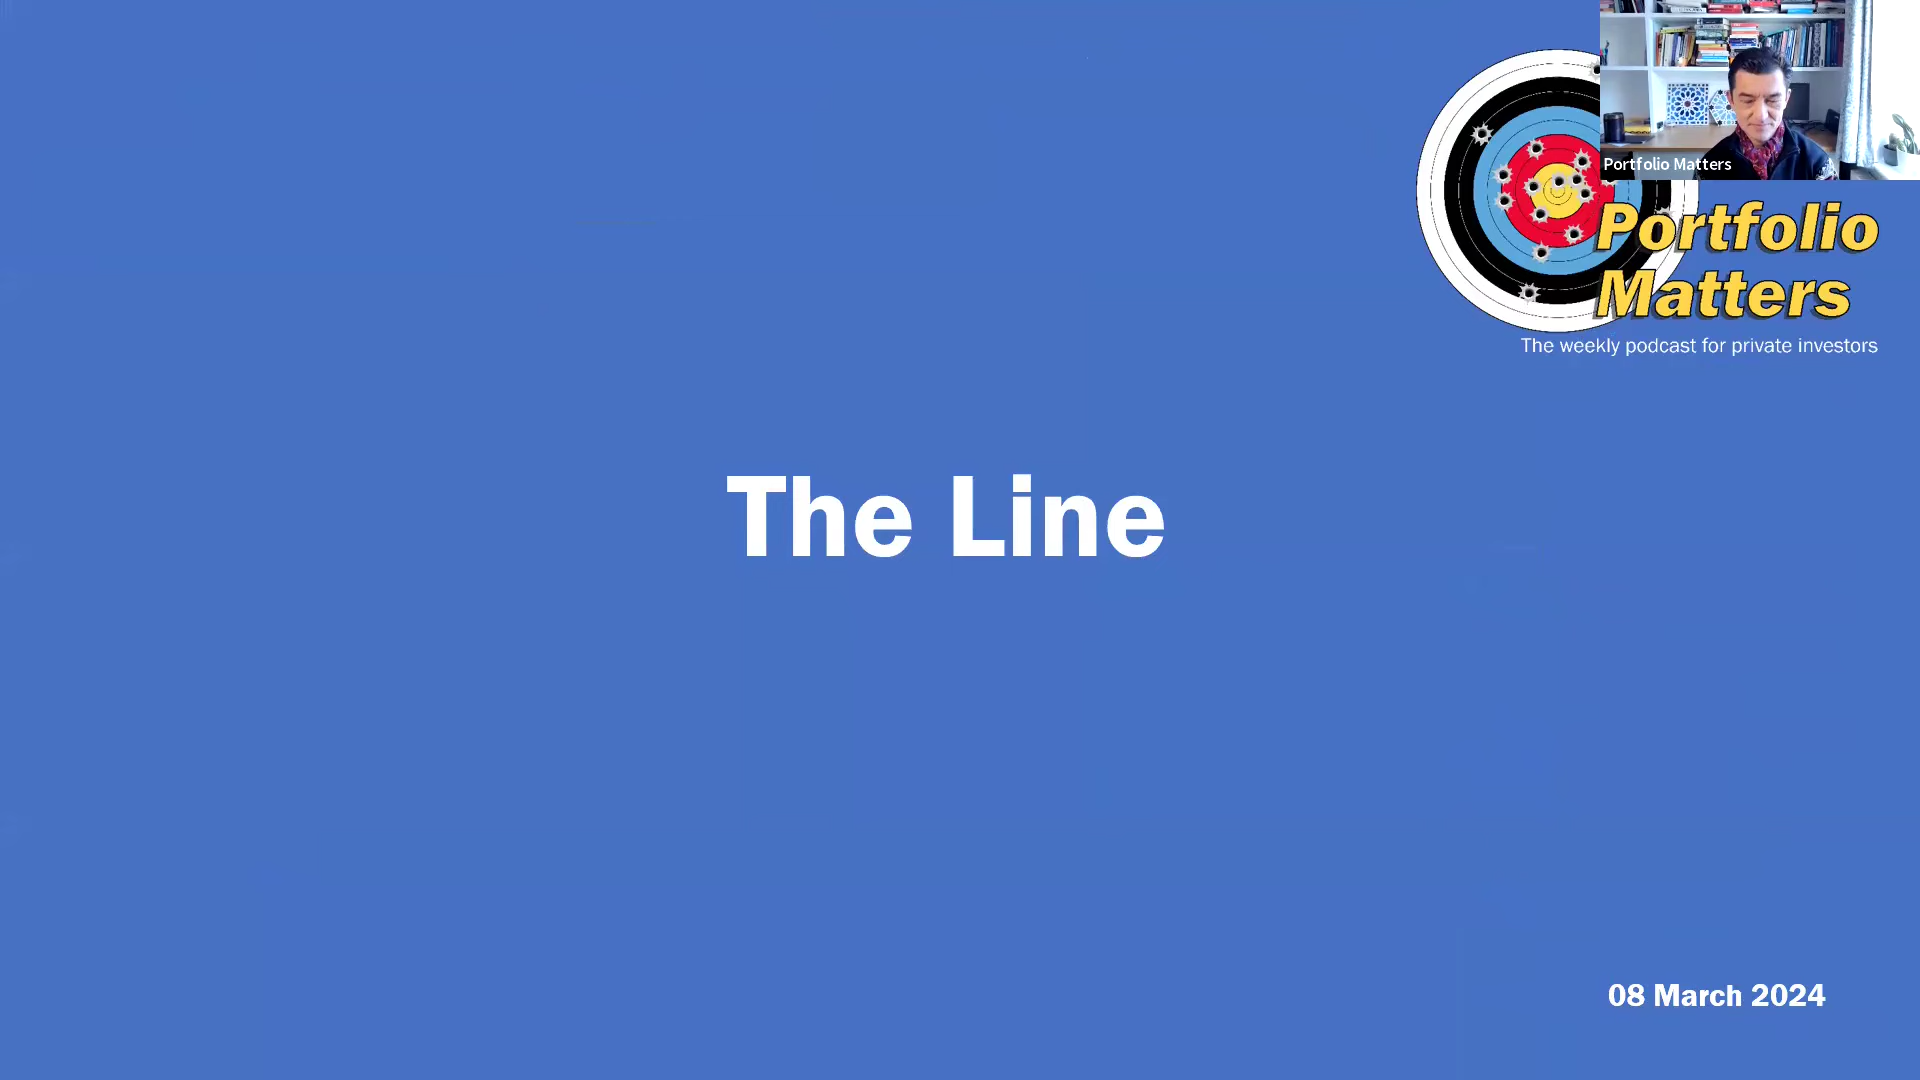 Portfolio Matters
Portfolio
Matters
The weekly podcast for private investors
The Line
08 March 2024